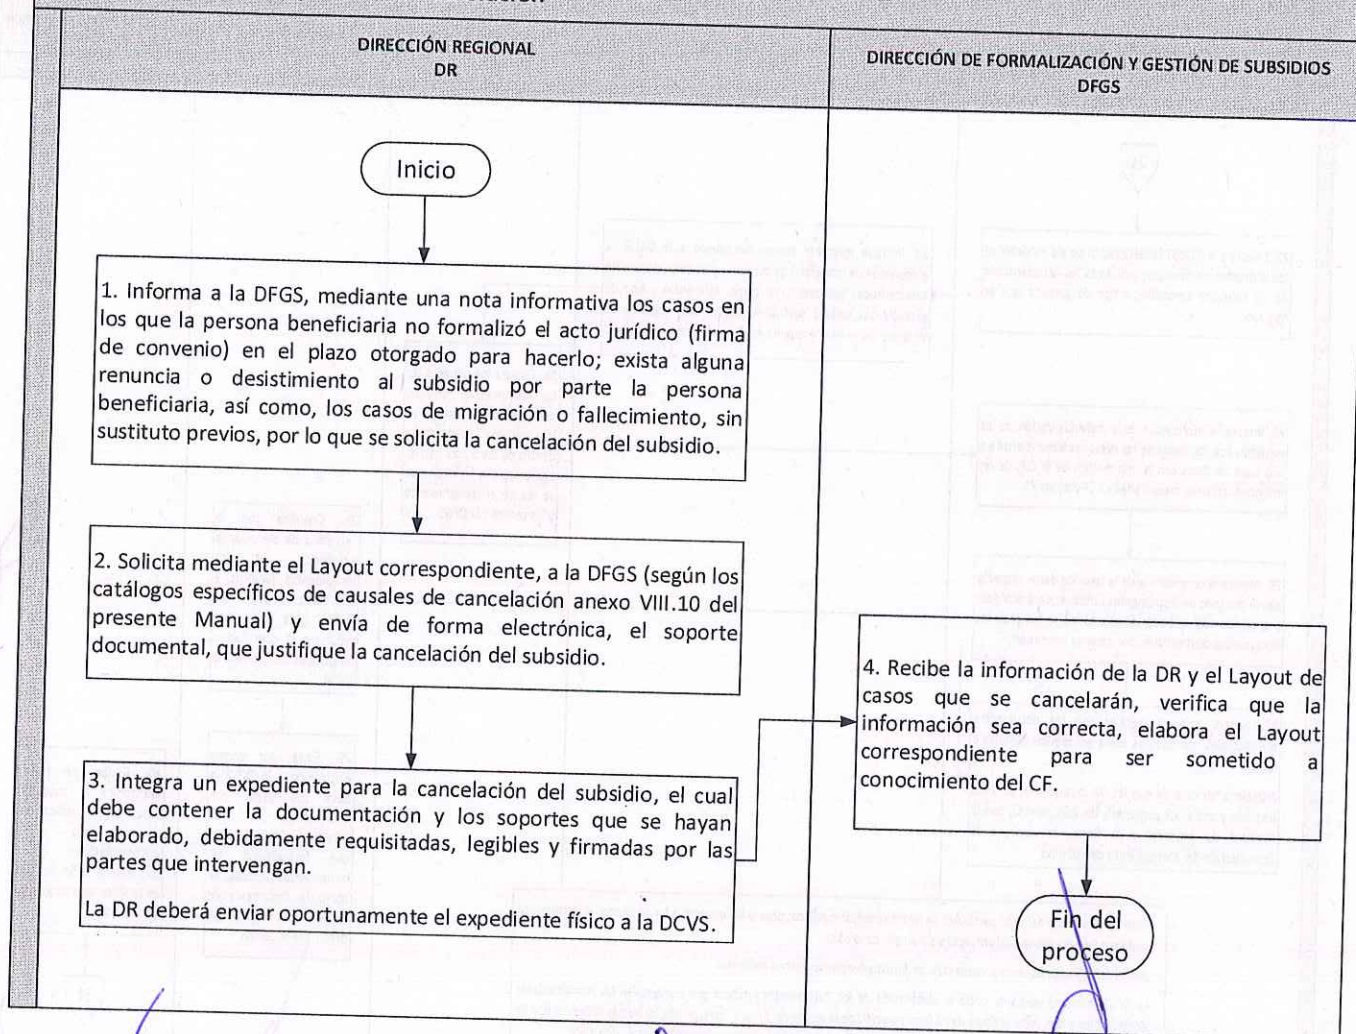 DIRECCIÓN REGIONAL
DR
DIRECCIÓN DE FORMALIZACIÓN Y GESTIÓN DE SUBSIDIOS
DFGS
Inicio
1. Informa a la DFGS, mediante una nota informativa los casos en
los que la persona beneficiaria no formalizó el acto jurídico (firma
de convenio) en el plazo otorgado para hacerlo; exista alguna
renuncia o desistimiento al subsidio por parte la persona
beneficiaria, así como, los casos de migración o fallecimiento, sin
sustituto previos, por lo que se solicita la cancelación del subsidio.
2. Solicita mediante el Layout correspondiente, a la DFGS (según los
catálogos específicos de causales de cancelación anexo VIII.10 del
presente Manual) y envía de forma electrónica, el soporte
documental, que justifique la cancelación del subsidio.
3. Integra un expediente para la cancelación del subsidio, el cual
debe contener la documentación y los soportes que se hayan
elaborado, debidamente requisitadas, legibles y firmadas por las
partes que intervengan.
La DR deberá enviar oportunamente el expediente físico a la DCVS.
4. Recibe la información de la DR y el Layout de
casos que se cancelarán, verifica que la
información sea correcta, elabora el Layout
correspondiente para ser sometido a
conocimiento del CF.
Fin del
proceso